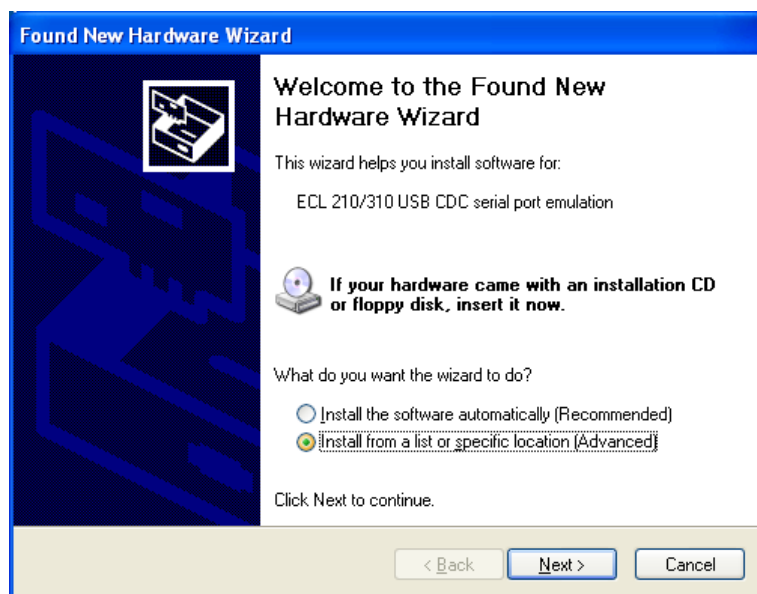 Found New Hardware Wizard
Welcome to the Found New
Hardware Wizard
This wizard helps you install software for:
ECL 210/310 USB CDC serial port emulation
If your hardware came with an installation CD
or floppy disk, insert it now.
What do you want the wizard to do?
Install the software automatically (Recommended)
Install from a list or specific location (Advanced)
Click Next to continue.
< Back Next > Cancel